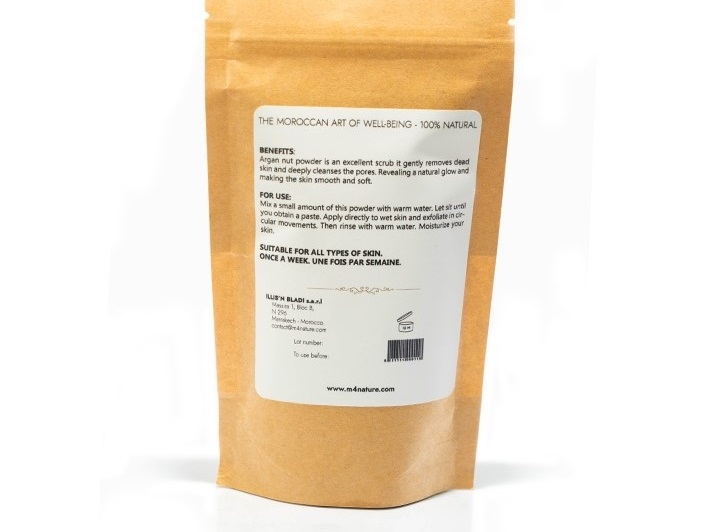 THE MOROCCAN ART OF WELL-BEING - 100% NATURAL
BENEFITS:
Argan nut powder is an excellent scrub it gently removes dead
skin and deeply cleanses the pores. Revealing a natural glow and
making the skin smooth and soft.
FOR USE:
Mix a small amount of this powder with warm water. Let sit until
you obtain a paste. Apply directly to wet skin and exfoliate in cir-
cular movements. Then rinse with warm water. Moisturize your
skin.
SUITABLE FOR ALL TYPES OF SKIN.
ONCE A WEEK. UNE FOIS PAR SEMAINE.
BLADI s.a.r.l
Massira 1, Bloc B,
N 296
Marrakech - Morocco
contact@m4nature.com
Lot number:
To use before:
www.m4nature.com